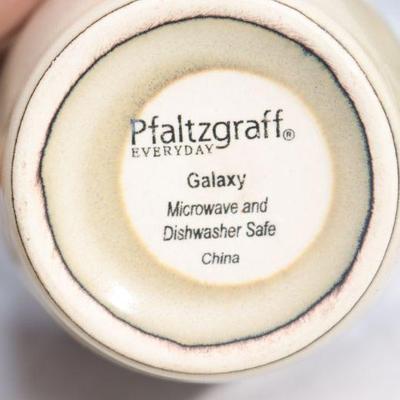 Pfaltzgraff®
EVERYDAY
Galaxy
Microwave and
Dishwasher Safe
China